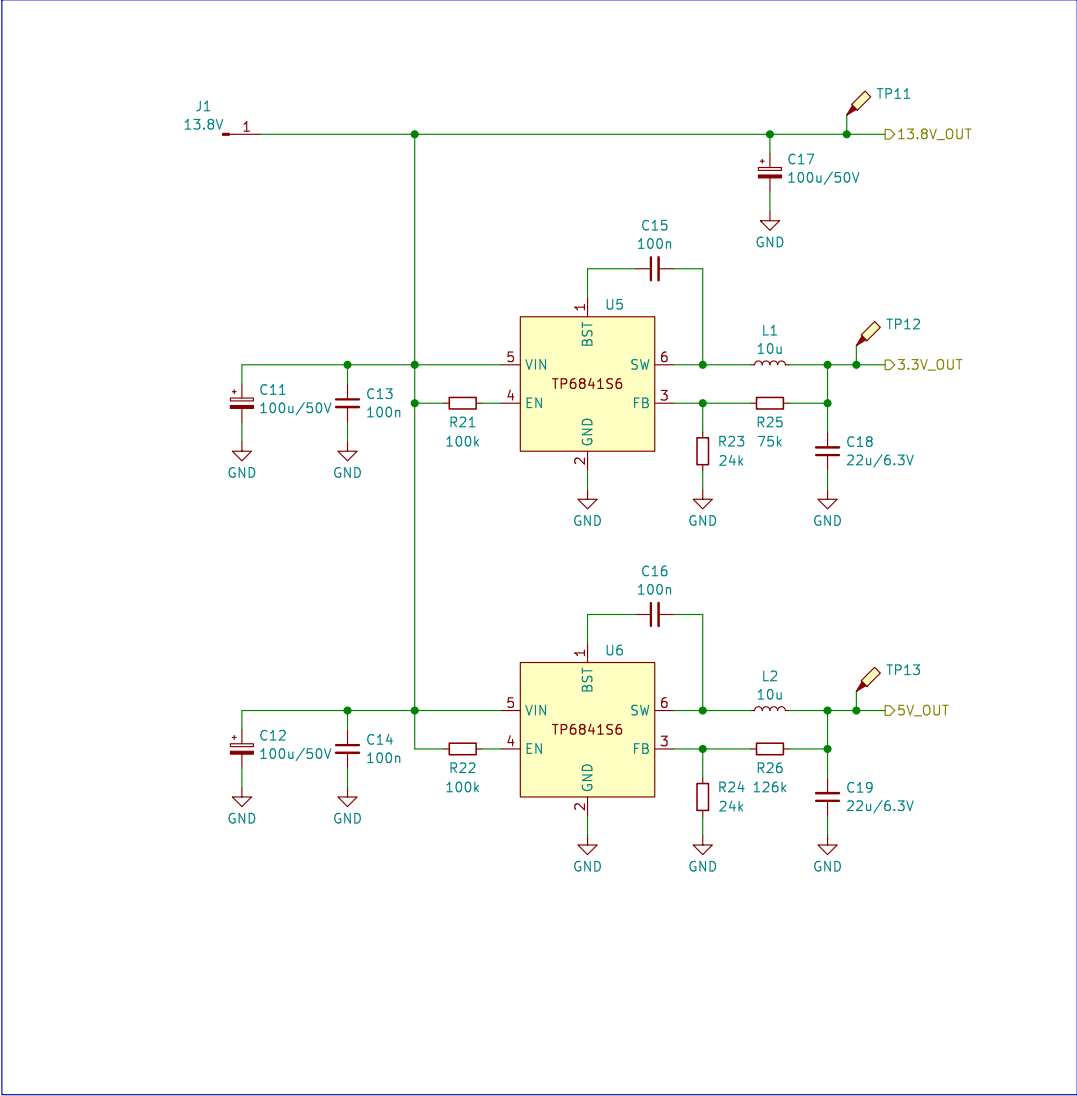 TP11
J1
13.8V
1
13.8V_OUT
+
C17
100u/50V
GND
C15
100n
1
U5
BST
TP12
L1
10u
5
VIN
SW
6
3.3V_OUT
TP6841S6
+
C11
100u/50V
C13
100n
4
EN
FB
3
R21
100k
GND
2
R25
75k
R23
24k
C18
22u/6.3V
GND
GND
GND
GND
GND
C16
100n
1
U6
BST
TP13
L2
10u
5
VIN
SW
6
5V_OUT
TP6841S6
+
C12
100u/50V
C14
100n
4
EN
FB
3
R22
100k
GND
2
R26
126k
R24
24k
C19
22u/6.3V
GND
GND
GND
GND
GND